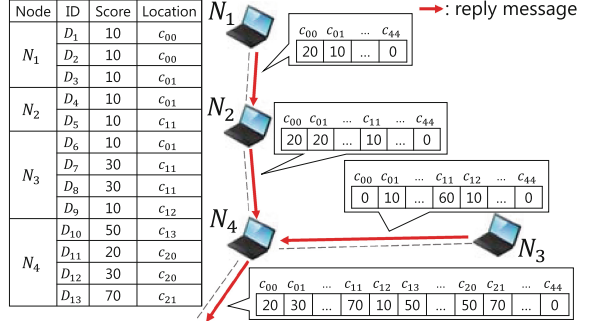 Node ID Score Location
N₁ D₁ 10 c₀₀
D₂ 10 c₀₀
D₃ 10 c₀₁
N₂ D₄ 10 c₀₁
D₅ 10 c₁₁
N₃ D₆ 10 c₀₁
D₇ 30 c₁₁
D₈ 30 c₁₁
D₉ 10 c₁₂
N₄ D₁₀ 50 c₁₃
D₁₁ 20 c₂₀
D₁₂ 30 c₂₀
D₁₃ 70 c₂₁
: reply message
N₁
c₀₀ c₀₁ ... c₄₄
20 10 ... 0
N₂
c₀₀ c₀₁ ... c₁₁ ... c₄₄
20 20 ... 10 ... 0
c₀₀ c₀₁ ... c₁₁ c₁₂ ... c₄₄
0 10 ... 60 10 ... 0
N₄
N₃
c₀₀ c₀₁ ... c₁₁ c₁₂ c₁₃ ... c₂₀ c₂₁ ... c₄₄
20 30 ... 70 10 50 ... 50 70 ... 0